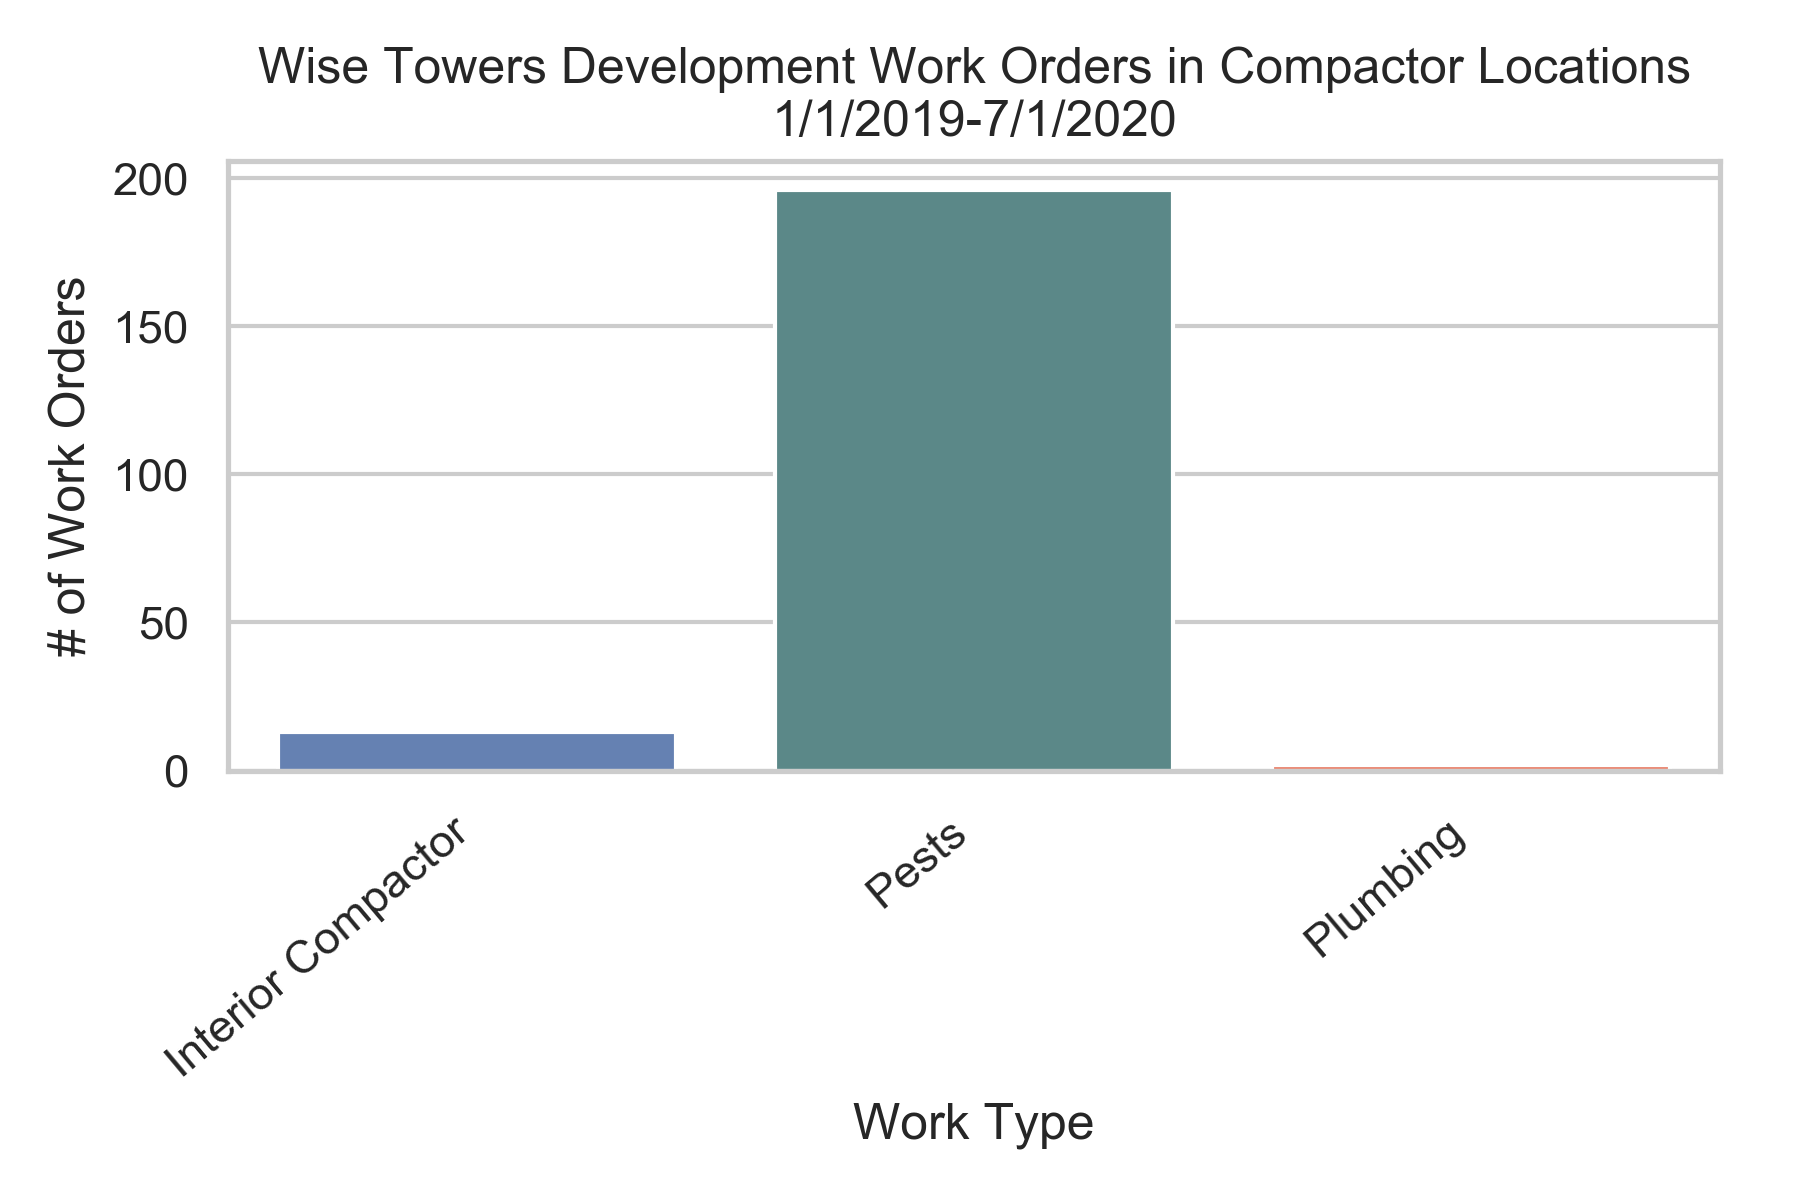 Wise Towers Development Work Orders in Compactor Locations
1/1/2019-7/1/2020
200
150
100
50
0
# of Work Orders
Interior Compactor
Pests
Plumbing
Work Type